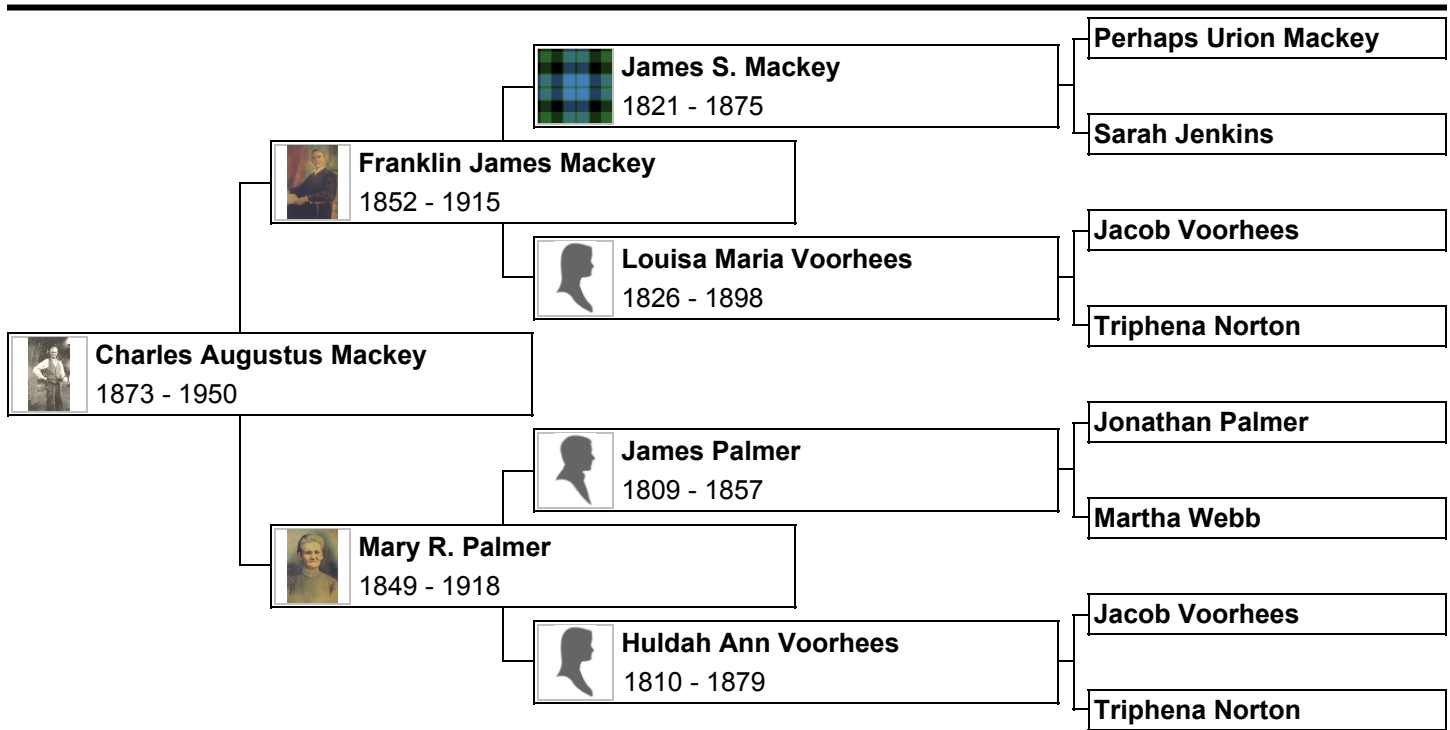 Perhaps Urion Mackey
James S. Mackey
1821 - 1875
Sarah Jenkins
Franklin James Mackey
1852 - 1915
Jacob Voorhees
Louisa Maria Voorhees
1826 - 1898
Triphena Norton
Charles Augustus Mackey
1873 - 1950
Jonathan Palmer
James Palmer
1809 - 1857
Martha Webb
Mary R. Palmer
1849 - 1918
Jacob Voorhees
Huldah Ann Voorhees
1810 - 1879
Triphena Norton